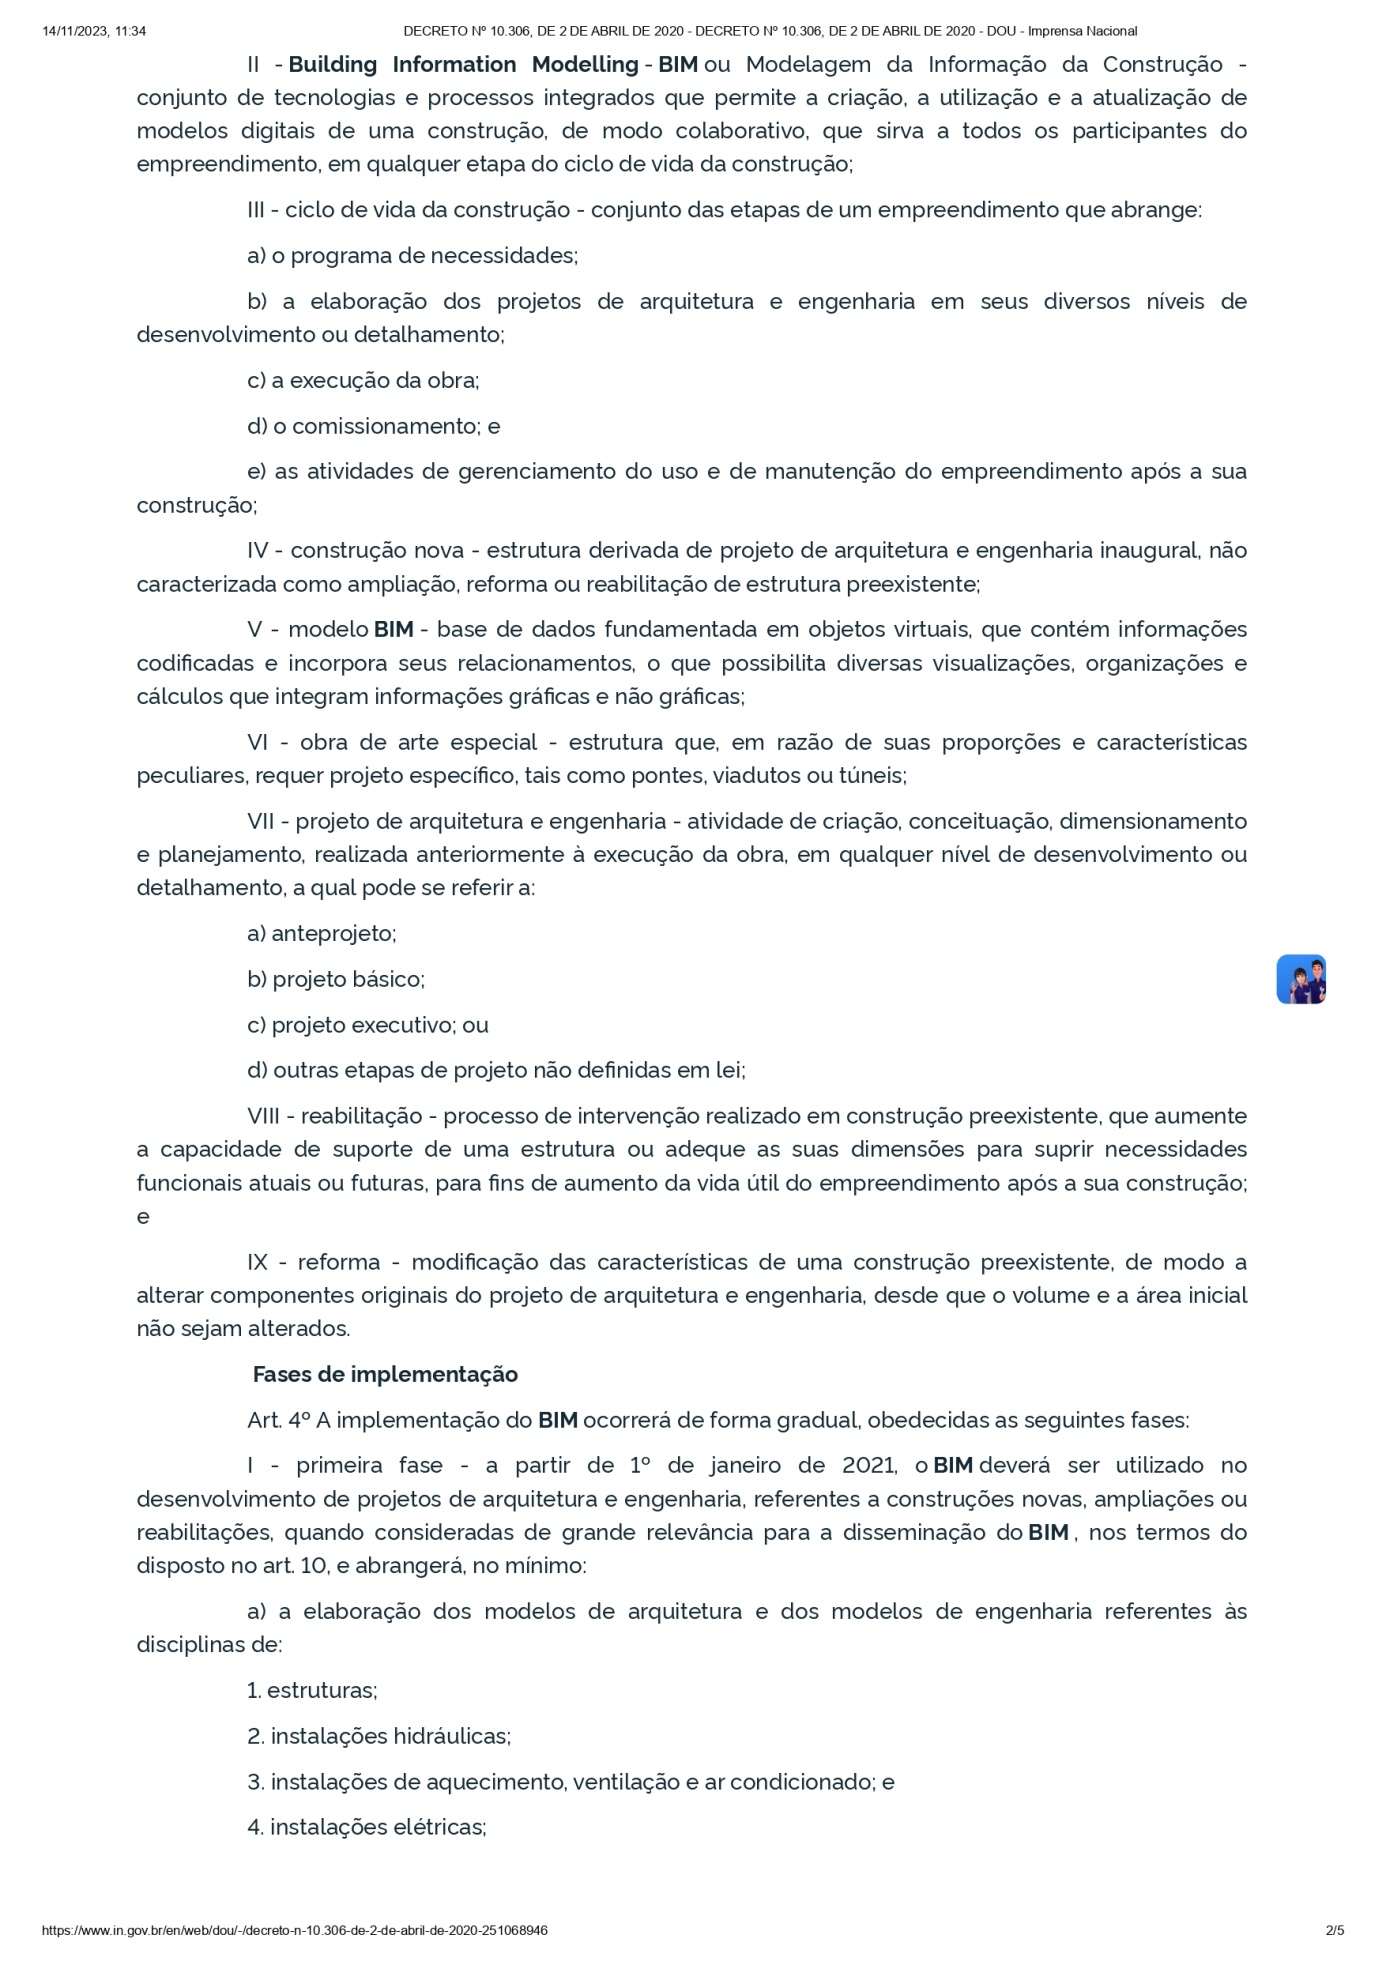 14/11/2023, 11:34 DECRETO Nº 10.306, DE 2 DE ABRIL DE 2020 - DECRETO Nº 10.306, DE 2 DE ABRIL DE 2020 - DOU - Imprensa Nacional
II - Building Information Modelling - BIM ou Modelagem da Informação da Construção -
conjunto de tecnologias e processos integrados que permite a criação, a utilização e a atualização de
modelos digitais de uma construção, de modo colaborativo, que sirva a todos os participantes do
empreendimento, em qualquer etapa do ciclo de vida da construção;
III - ciclo de vida da construção - conjunto das etapas de um empreendimento que abrange:
a) o programa de necessidades;
b) a elaboração dos projetos de arquitetura e engenharia em seus diversos níveis de
desenvolvimento ou detalhamento;
c) a execução da obra;
d) o comissionamento; e
e) as atividades de gerenciamento do uso e de manutenção do empreendimento após a sua
construção;
IV - construção nova - estrutura derivada de projeto de arquitetura e engenharia inaugural, não
caracterizada como ampliação, reforma ou reabilitação de estrutura preexistente;
V - modelo BIM - base de dados fundamentada em objetos virtuais, que contém informações
codificadas e incorpora seus relacionamentos, o que possibilita diversas visualizações, organizações e
cálculos que integram informações gráficas e não gráficas;
VI - obra de arte especial - estrutura que, em razão de suas proporções e características
peculiares, requer projeto específico, tais como pontes, viadutos ou túneis;
VII - projeto de arquitetura e engenharia - atividade de criação, conceituação, dimensionamento
e planejamento, realizada anteriormente à execução da obra, em qualquer nível de desenvolvimento ou
detalhamento, a qual pode se referir a:
a) anteprojeto;
b) projeto básico;
c) projeto executivo; ou
d) outras etapas de projeto não definidas em lei;
VIII - reabilitação - processo de intervenção realizado em construção preexistente, que aumente
a capacidade de suporte de uma estrutura ou adeque as suas dimensões para suprir necessidades
funcionais atuais ou futuras, para fins de aumento da vida útil do empreendimento após a sua construção;
e
IX - reforma - modificação das características de uma construção preexistente, de modo a
alterar componentes originais do projeto de arquitetura e engenharia, desde que o volume e a área inicial
não sejam alterados.
Fases de implementação
Art. 4º A implementação do BIM ocorrerá de forma gradual, obedecidas as seguintes fases:
I - primeira fase - a partir de 1º de janeiro de 2021, o BIM deverá ser utilizado no
desenvolvimento de projetos de arquitetura e engenharia, referentes a construções novas, ampliações ou
reabilitações, quando consideradas de grande relevância para a disseminação do BIM , nos termos do
disposto no art. 10, e abrangerá, no mínimo:
a) a elaboração dos modelos de arquitetura e dos modelos de engenharia referentes às
disciplinas de:
1. estruturas;
2. instalações hidráulicas;
3. instalações de aquecimento, ventilação e ar condicionado; e
4. instalações elétricas;
https://www.in.gov.br/en/web/dou/-/decreto-n-10.306-de-2-de-abril-de-2020-251068946 2/5